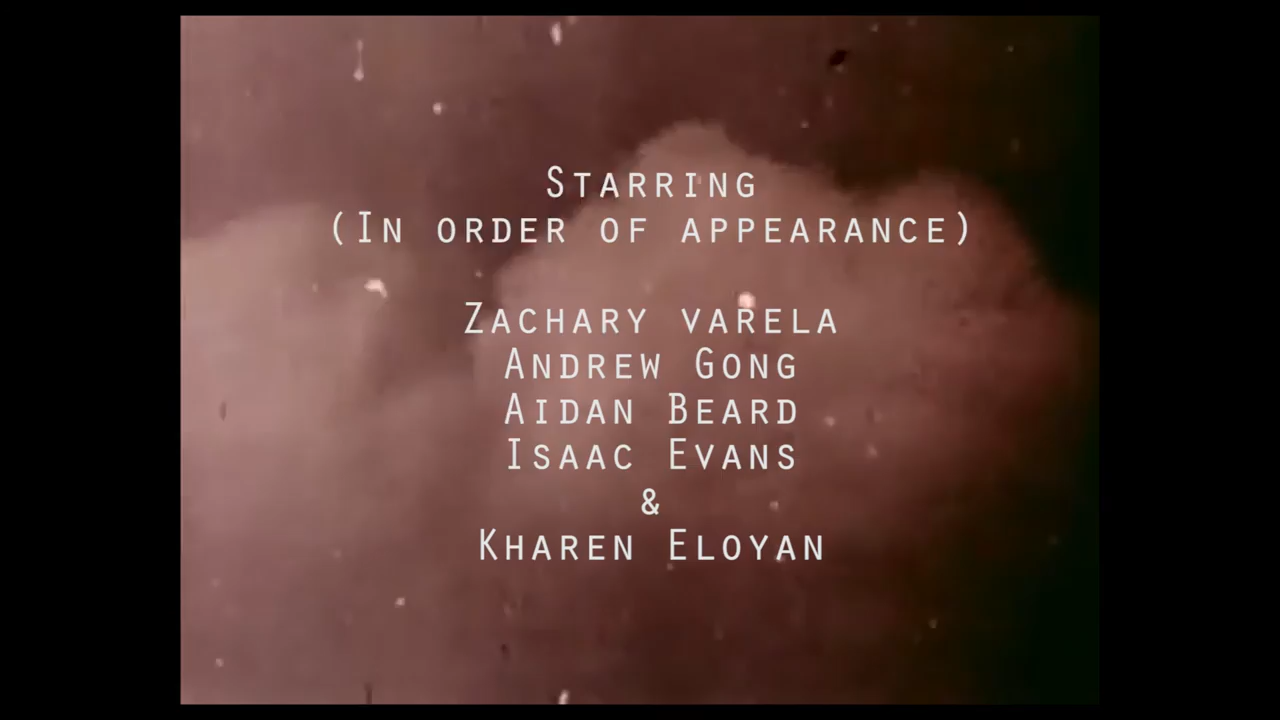 Starring
(In order of appearance)
Zachary varela
Andrew Gong
Aidan Beard
Isaac Evans
&
Kharen Eloyan